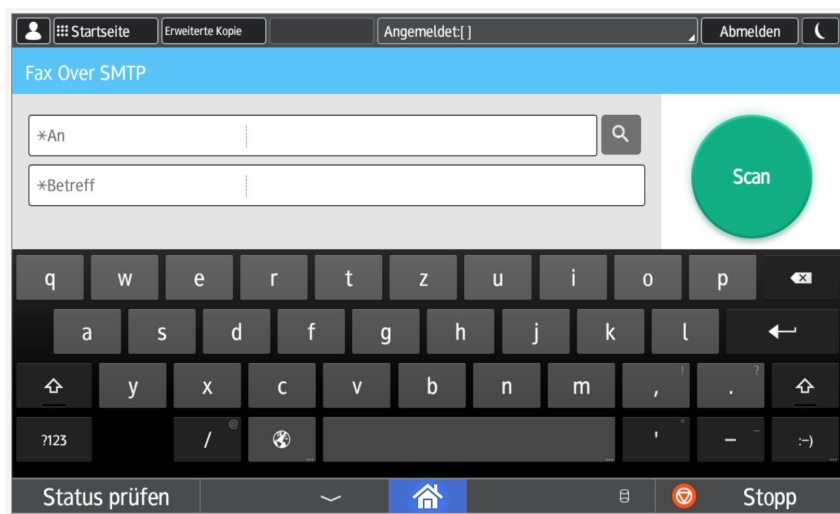 Startseite Erweiterte Kopie Angemeldet:[ ] Abmelden
Fax Over SMTP
*An
*Betreff
Scan
q w e r t z u i o p
a s d f g h j k l
y x c v b n m , ! . ?
?123 / @ ' " – _ :-)
Status prüfen Stopp